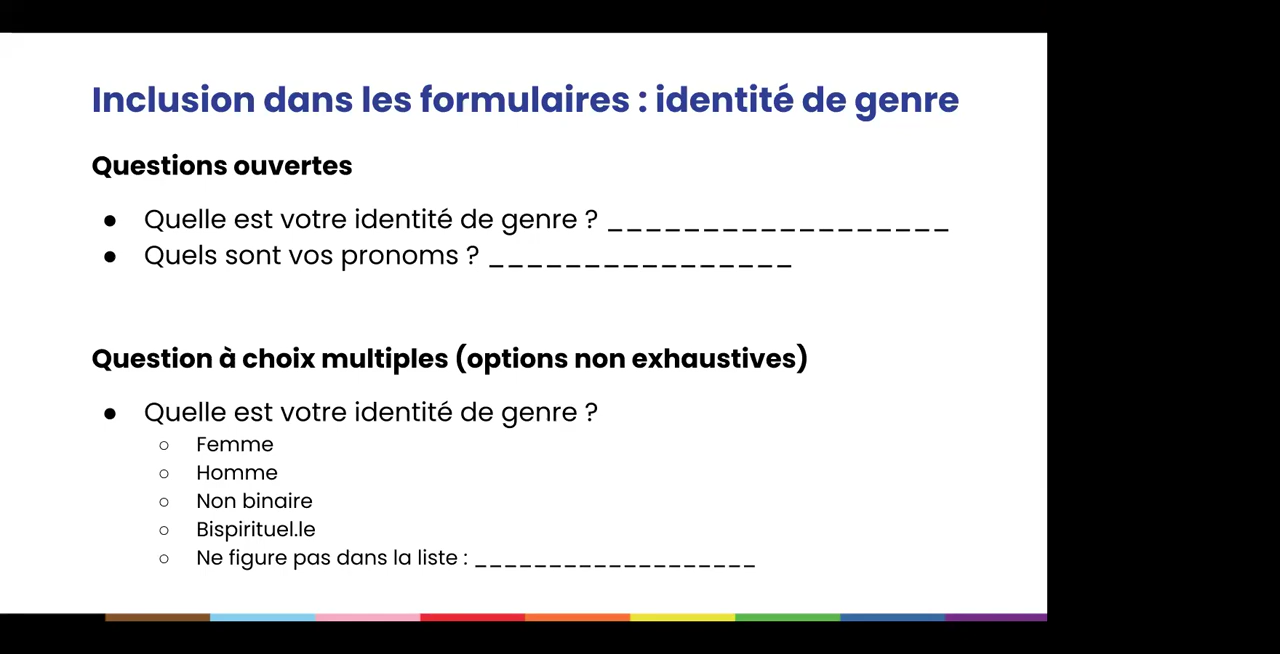 Inclusion dans les formulaires : identité de genre
Questions ouvertes
● Quelle est votre identité de genre ? __________________
● Quels sont vos pronoms ? ________________
Question à choix multiples (options non exhaustives)
● Quelle est votre identité de genre ?
○ Femme
○ Homme
○ Non binaire
○ Bispirituel.le
○ Ne figure pas dans la liste : ___________________